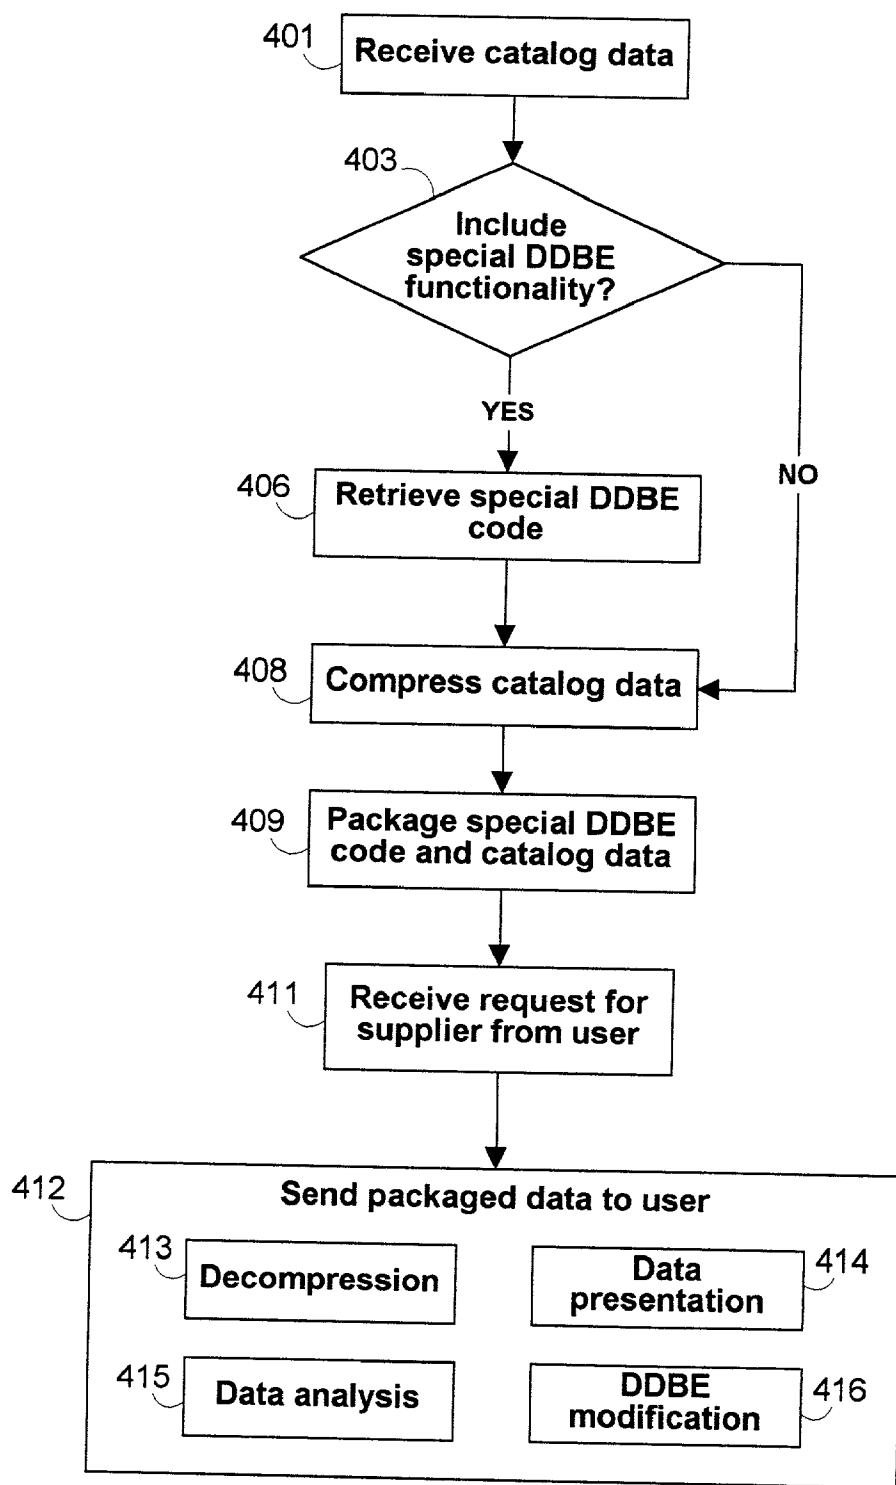 401
Receive catalog data
403
Include
special DDBE
functionality?
YES
NO
406
Retrieve special DDBE
code
408
Compress catalog data
409
Package special DDBE
code and catalog data
411
Receive request for
supplier from user
412
Send packaged data to user
413
Decompression
Data
presentation
414
415
Data analysis
DDBE
modification
416